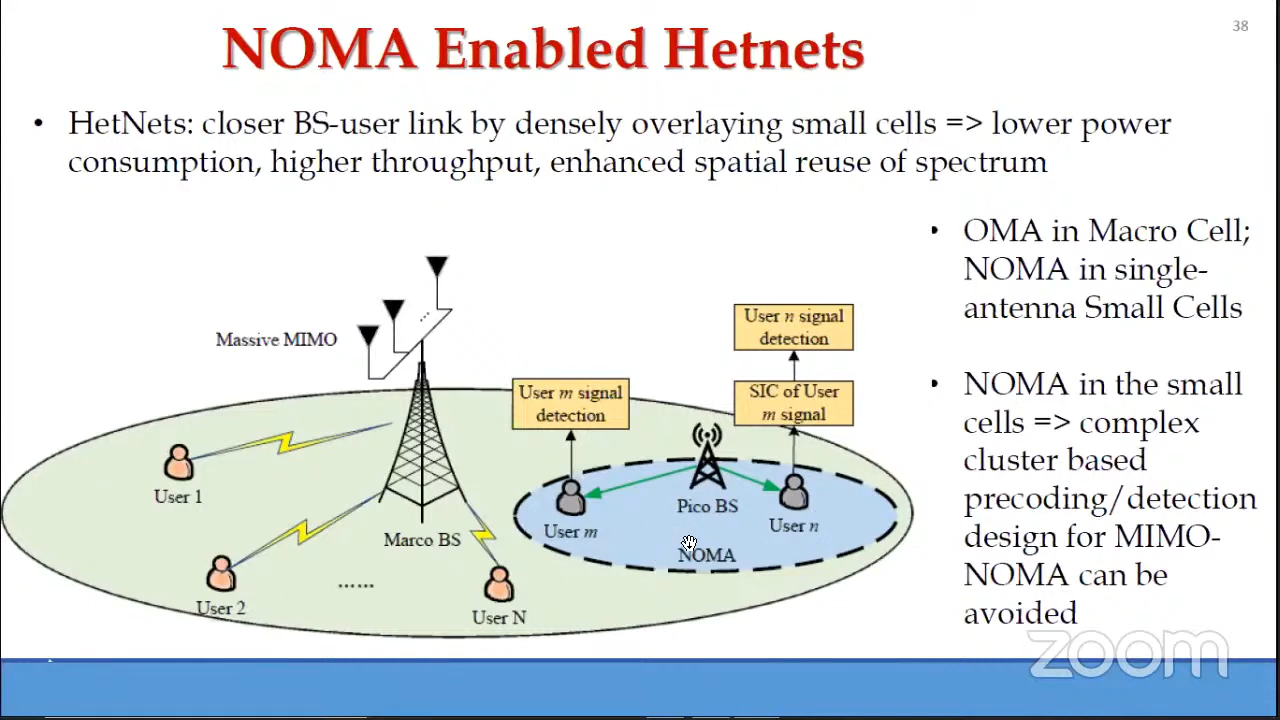 38
NOMA Enabled Hetnets
• HetNets: closer BS-user link by densely overlaying small cells => lower power
consumption, higher throughput, enhanced spatial reuse of spectrum
• OMA in Macro Cell;
NOMA in single-
antenna Small Cells
• NOMA in the small
cells => complex
cluster based
precoding/detection
design for MIMO-
NOMA can be
avoided
Massive MIMO
...
User n signal
detection
User m signal
detection
SIC of User
m signal
User 1
Pico BS
User m
User n
Marco BS
NOMA
User 2
......
User N
zoom